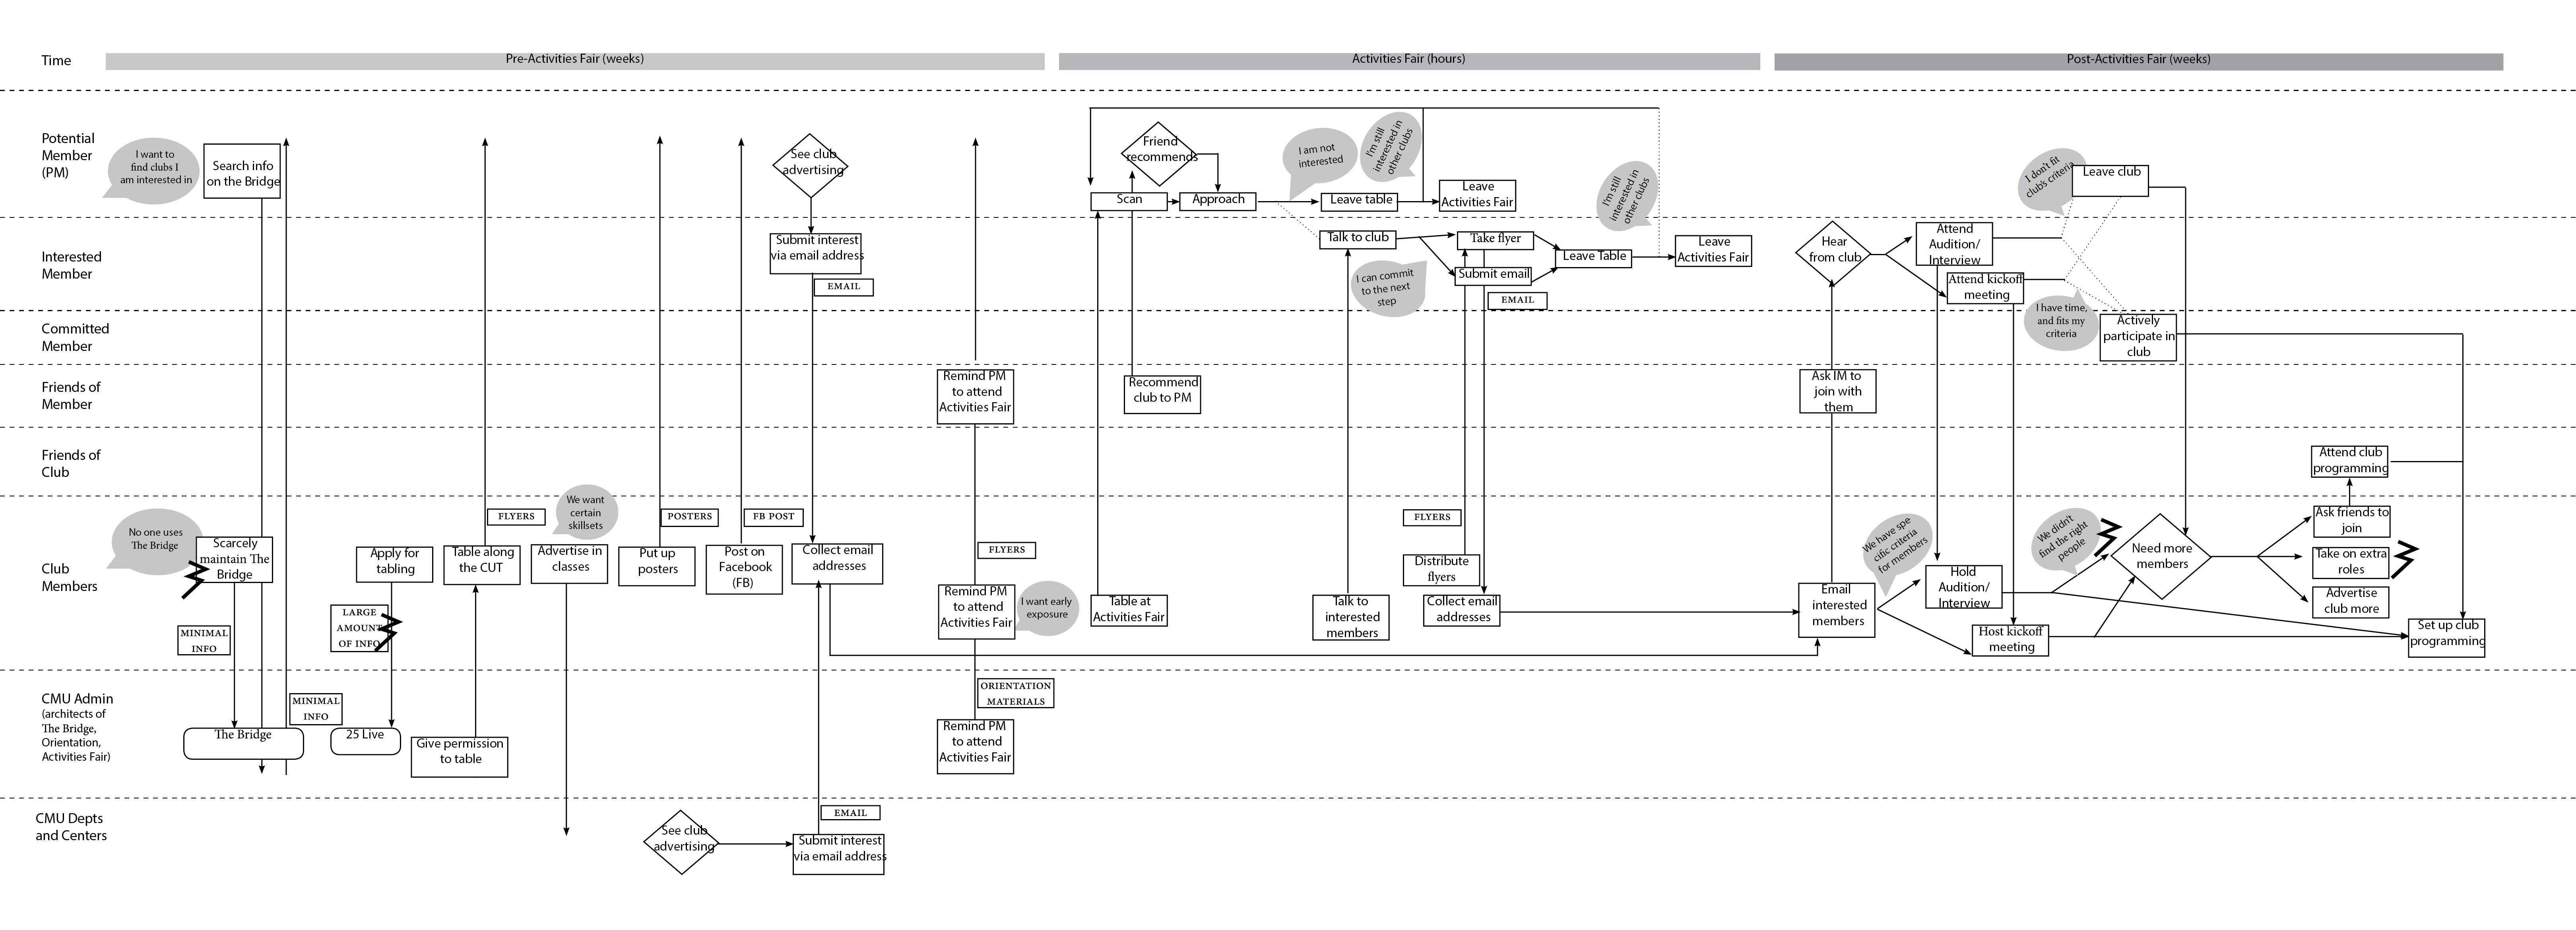 Time
Pre-Activities Fair (weeks)
Activities Fair (hours)
Post-Activities Fair (weeks)
Potential
Member
(PM)
I want to
find clubs I
am interested in
Search info
on the Bridge
See club
advertising
Friend
recommends
Scan
Approach
I am not
interested
I'm still
interested in
other clubs
Leave table
Leave
Activities Fair
I'm still
interested in
other clubs
I don't fit
club's criteria
Leave club
Interested
Member
Submit interest
via email address
EMAIL
Talk to club
Take flyer
Submit email
I can commit
to the next
step
EMAIL
Leave Table
Leave
Activities Fair
Hear
from club
Attend
Audition/
Interview
Attend kickoff
meeting
Committed
Member
I have time,
and fits my
criteria
Actively
participate in
club
Friends of
Member
Remind PM
to attend
Activities Fair
Recommend
club to PM
Ask IM to
join with
them
Friends of
Club
Attend club
programming
Club
Members
No one uses
The Bridge
Scarcely
maintain The
Bridge
MINIMAL
INFO
Apply for
tabling
LARGE
AMOUNT
OF INFO
FLYERS
Table along
the CUT
We want
certain
skillsets
Advertise in
classes
POSTERS
Put up
posters
FB POST
Post on
Facebook
(FB)
Collect email
addresses
FLYERS
Remind PM
to attend
Activities Fair
I want early
exposure
Table at
Activities Fair
Talk to
interested
members
FLYERS
Distribute
flyers
Collect email
addresses
Email
interested
members
We have spe
cific criteria
for members
Hold
Audition/
Interview
Host kickoff
meeting
We didn't
find the right
people
Need more
members
Ask friends to
join
Take on extra
roles
Advertise
club more
Set up club
programming
CMU Admin
(architects of
The Bridge,
Orientation,
Activities Fair)
The Bridge
MINIMAL
INFO
25 Live
Give permission
to table
ORIENTATION
MATERIALS
Remind PM
to attend
Activities Fair
CMU Depts
and Centers
See club
advertising
EMAIL
Submit interest
via email address